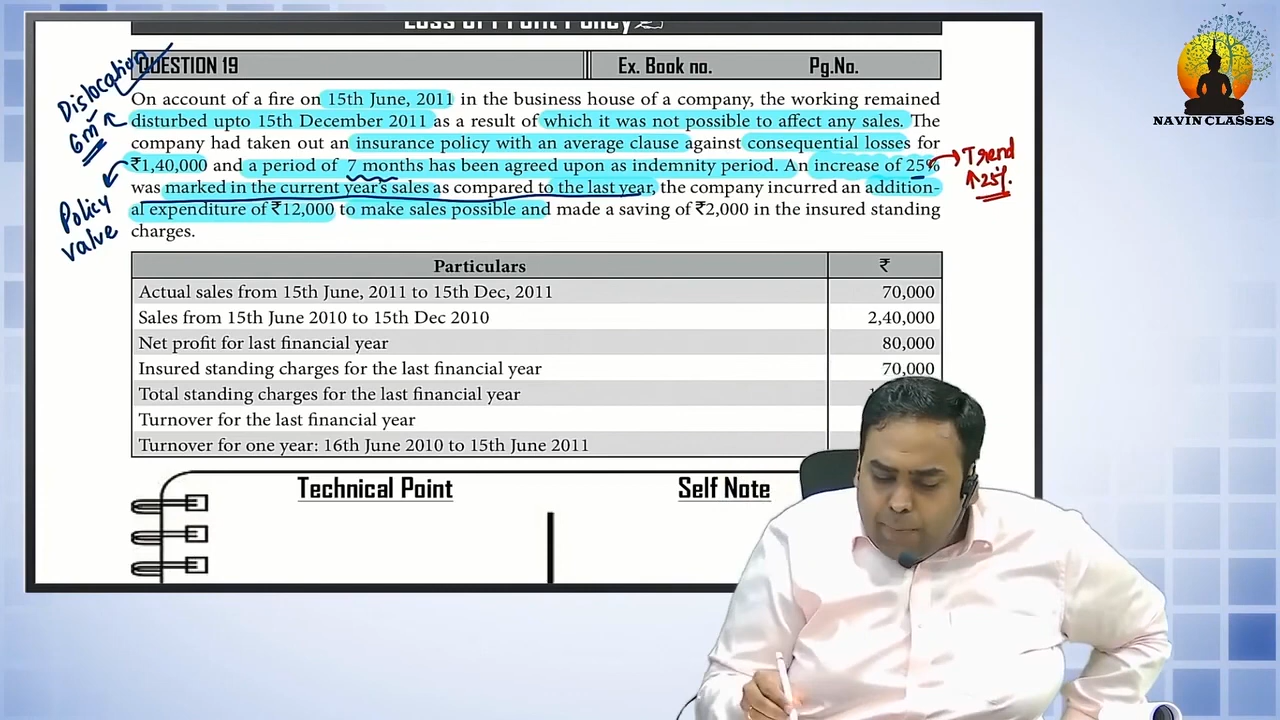 QUESTION 19 Ex. Book no. Pg.No.
On account of a fire on 15th June, 2011 in the business house of a company, the working remained
disturbed upto 15th December 2011 as a result of which it was not possible to affect any sales. The
company had taken out an insurance policy with an average clause against consequential losses for
₹1,40,000 and a period of 7 months has been agreed upon as indemnity period. An increase of 25%
was marked in the current year's sales as compared to the last year, the company incurred an addition-
al expenditure of ₹12,000 to make sales possible and made a saving of ₹2,000 in the insured standing
charges.
Dislocation
6m
Policy
valve
Trend
↑25%
Particulars ₹
Actual sales from 15th June, 2011 to 15th Dec, 2011 70,000
Sales from 15th June 2010 to 15th Dec 2010 2,40,000
Net profit for last financial year 80,000
Insured standing charges for the last financial year 70,000
Total standing charges for the last financial year
Turnover for the last financial year
Turnover for one year: 16th June 2010 to 15th June 2011
Technical Point Self Note
NAVIN CLASSES